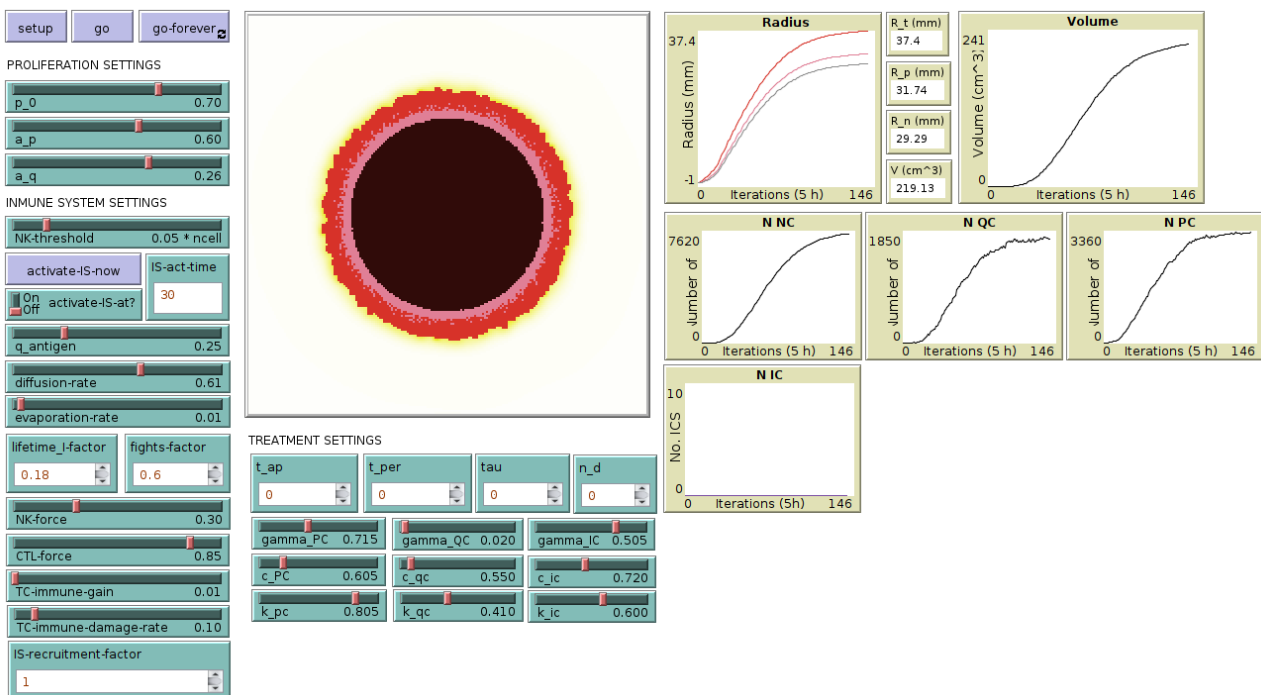 setup
go
go-forever
PROLIFERATION SETTINGS
p_0 0.70
a_p 0.60
a_q 0.26
INMUNE SYSTEM SETTINGS
NK-threshold 0.05 * ncell
activate-IS-now
IS-act-time
30
On
Off
activate-IS-at?
q_antigen 0.25
diffusion-rate 0.61
evaporation-rate 0.01
lifetime_I-factor
0.18
fights-factor
0.6
NK-force 0.30
CTL-force 0.85
TC-immune-gain 0.01
TC-immune-damage-rate 0.10
IS-recruitment-factor
1
TREATMENT SETTINGS
t_ap
0
t_per
0
tau
0
n_d
0
gamma_PC 0.715
gamma_QC 0.020
gamma_IC 0.505
c_PC 0.605
c_qc 0.550
c_ic 0.720
k_pc 0.805
k_qc 0.410
k_ic 0.600
Radius
37.4
Radius (mm)
-1
0 Iterations (5 h) 146
R_t (mm)
37.4
R_p (mm)
31.74
R_n (mm)
29.29
V (cm^3)
219.13
Volume
241
Volume (cm^3)
0
0 Iterations (5 h) 146
N NC
7620
Number of
0
0 Iterations (5 h) 146
N QC
1850
Number of
0
0 Iterations (5 h) 146
N PC
3360
Number of
0
0 Iterations (5 h) 146
N IC
10
No. ICS
0
0 Iterations (5h) 146